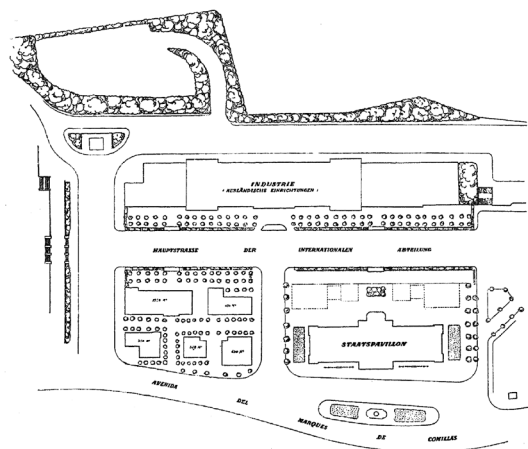 INDUSTRIE
(AUSLÄNDISCHE EINRICHTUNGEN)
HAUPTSTRASSE DER INTERNATIONALEN ABTEILUNG
STAATSPAVILLON
AVENIDA DEL MARQUES DE COMILLAS